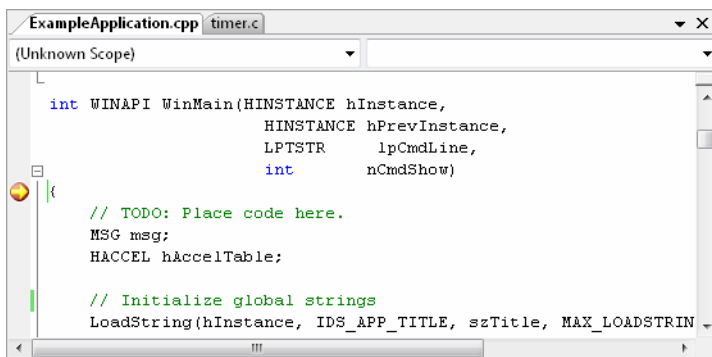 ExampleApplication.cpp timer.c
(Unknown Scope)
int WINAPI WinMain(HINSTANCE hInstance,
HINSTANCE hPrevInstance,
LPTSTR lpCmdLine,
int nCmdShow)
{
// TODO: Place code here.
MSG msg;
HACCEL hAccelTable;
// Initialize global strings
LoadString(hInstance, IDS_APP_TITLE, szTitle, MAX_LOADSTRIN